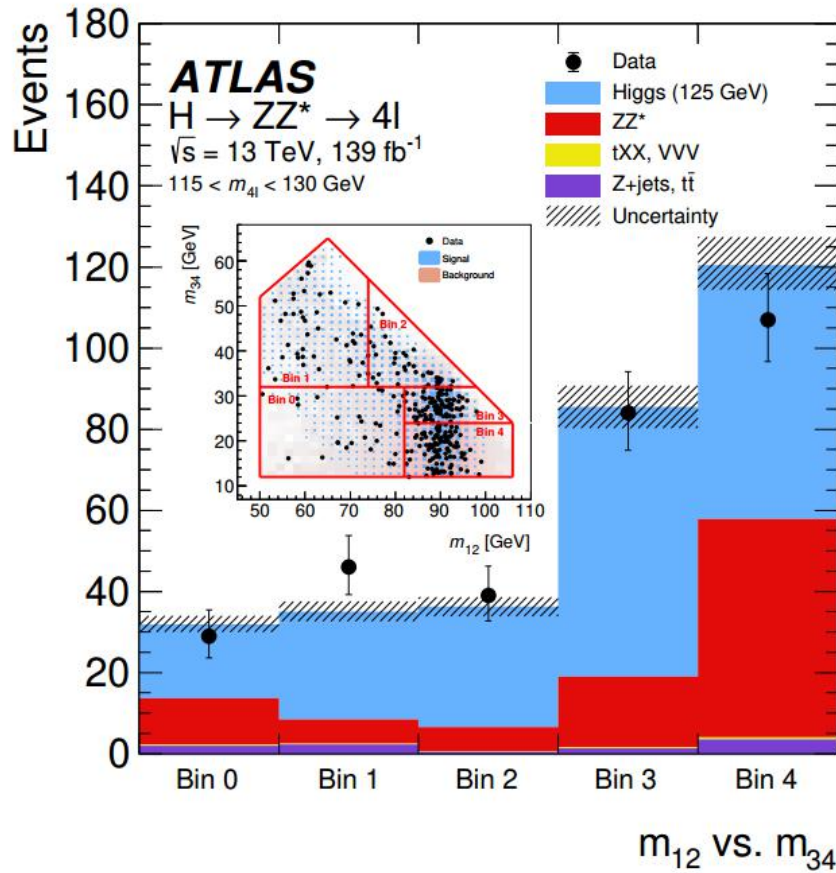 Events
180
160
140
120
100
80
60
40
20
0
ATLAS
H → ZZ* → 4l
√s = 13 TeV, 139 fb⁻¹
115 < m₄ₗ < 130 GeV
Data
Higgs (125 GeV)
ZZ*
tXX, VVV
Z+jets, tt̄
Uncertainty
m₃₄ [GeV]
60
50
40
30
20
10
Data
Signal
Background
Bin 2
Bin 1
Bin 0
Bin 3
Bin 4
50 60 70 80 90 100 110
m₁₂ [GeV]
Bin 0 Bin 1 Bin 2 Bin 3 Bin 4
m₁₂ vs. m₃₄